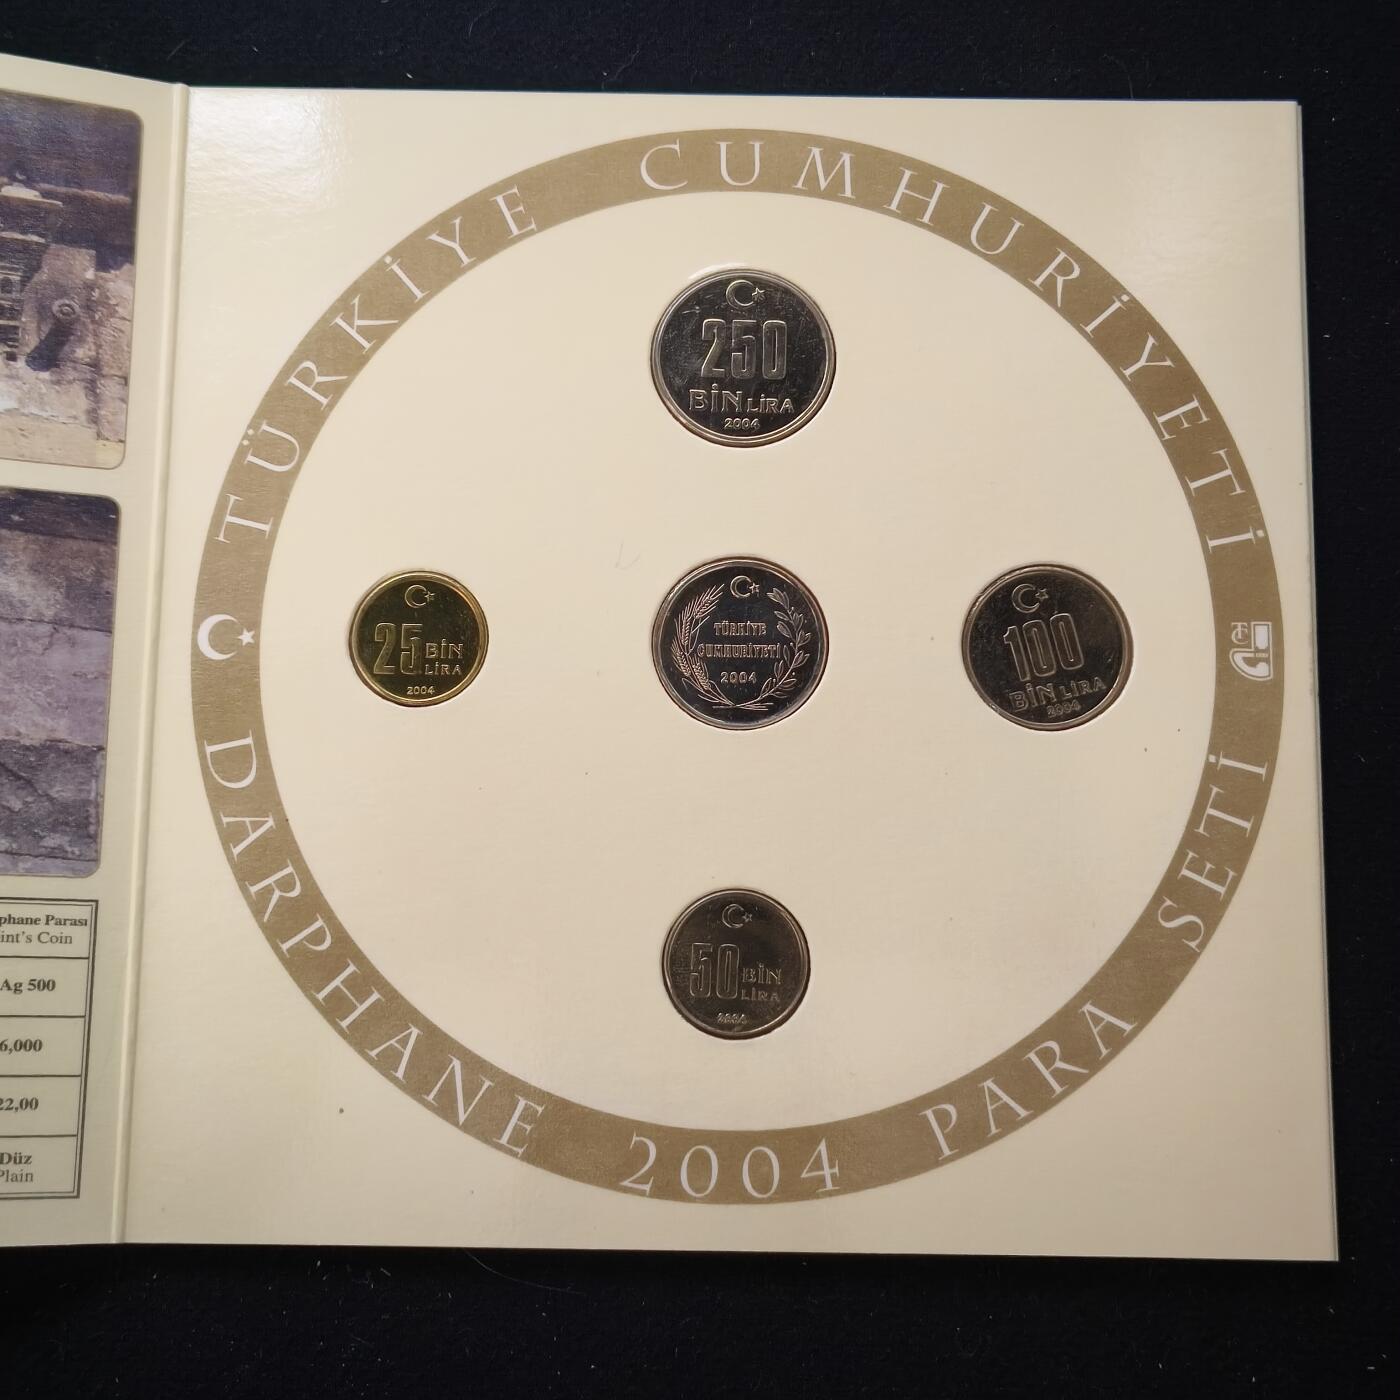 TÜRKİYE CUMHURİYETİ
TC
DARPHANE 2004 PARA SETİ
250
BİN LİRA
2004
25 BİN
LİRA
2004
TÜRKİYE
CUMHURİYETİ
2004
100
BİN LİRA
2004
50 BİN
LİRA
2004
phane Parası
int's Coin
Ag 500
6,000
22,00
Düz
Plain